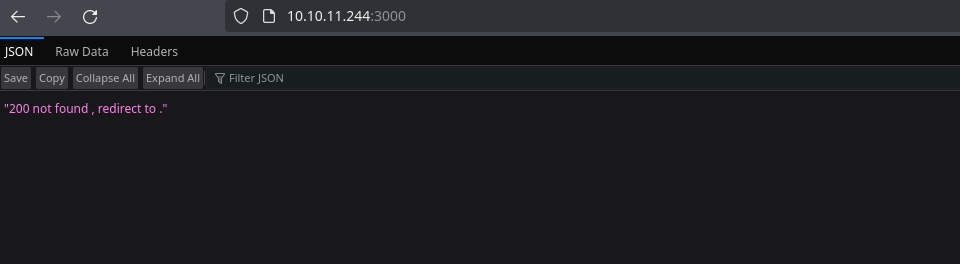 10.10.11.244:3000
JSON Raw Data Headers
Save Copy Collapse All Expand All Filter JSON
"200 not found , redirect to ."